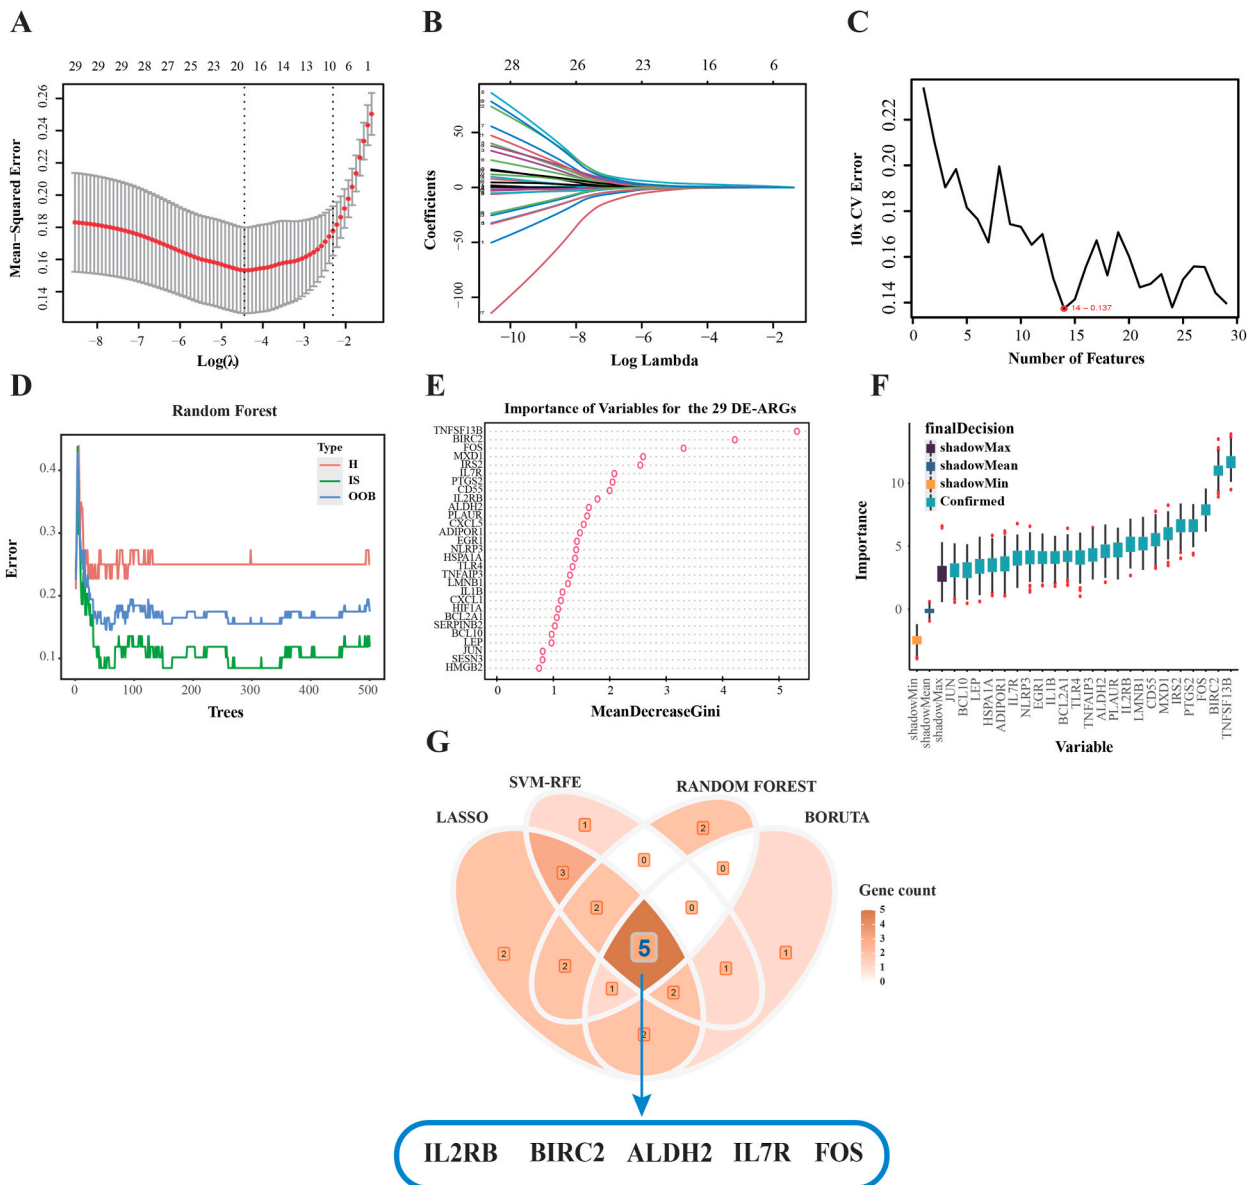 A
29 29 29 28 27 25 23 20 16 14 13 10 6 1
0.26
0.24
0.22
0.20
0.18
0.16
0.14
Mean−Squared Error
−8 −7 −6 −5 −4 −3 −2
Log(λ)
B
28 26 23 16 6
50
0
−50
−100
Coefficients
−10 −8 −6 −4 −2
Log Lambda
C
0.22
0.20
0.18
0.16
0.14
10x CV Error
14 − 0.137
0 5 10 15 20 25 30
Number of Features
D
Random Forest
Type
H
IS
OOB
0.4
0.3
0.2
0.1
Error
0 100 200 300 400 500
Trees
E
Importance of Variables for the 29 DE-ARGs
TNFSF13B
BIRC2
FOS
MXD1
IRS2
IL7R
PTGS2
CD55
IL2RB
ALDH2
PLAUR
CXCL5
ADIPOR1
EGR1
NLRP3
HSPA1A
TLR4
TNFAIP3
LMNB1
IL1B
CXCL1
HIF1A
BCL2A1
SERPINB2
BCL10
LEP
JUN
SESN3
HMGB2
0 1 2 3 4 5
MeanDecreaseGini
F
finalDecision
shadowMax
shadowMean
shadowMin
Confirmed
10
5
0
Importance
shadowMin
shadowMean
shadowMax
JUN
BCL10
LEP
HSPA1A
ADIPOR1
IL7R
NLRP3
EGR1
IL1B
BCL2A1
TLR4
TNFAIP3
ALDH2
PLAUR
IL2RB
LMNB1
CD55
MXD1
IRS2
PTGS2
FOS
BIRC2
TNFSF13B
Variable
G
LASSO
SVM-RFE
RANDOM FOREST
BORUTA
1
2
3
0
0
2
0
2
5
1
2
1
2
1
2
Gene count
5
4
3
2
1
0
IL2RB BIRC2 ALDH2 IL7R FOS